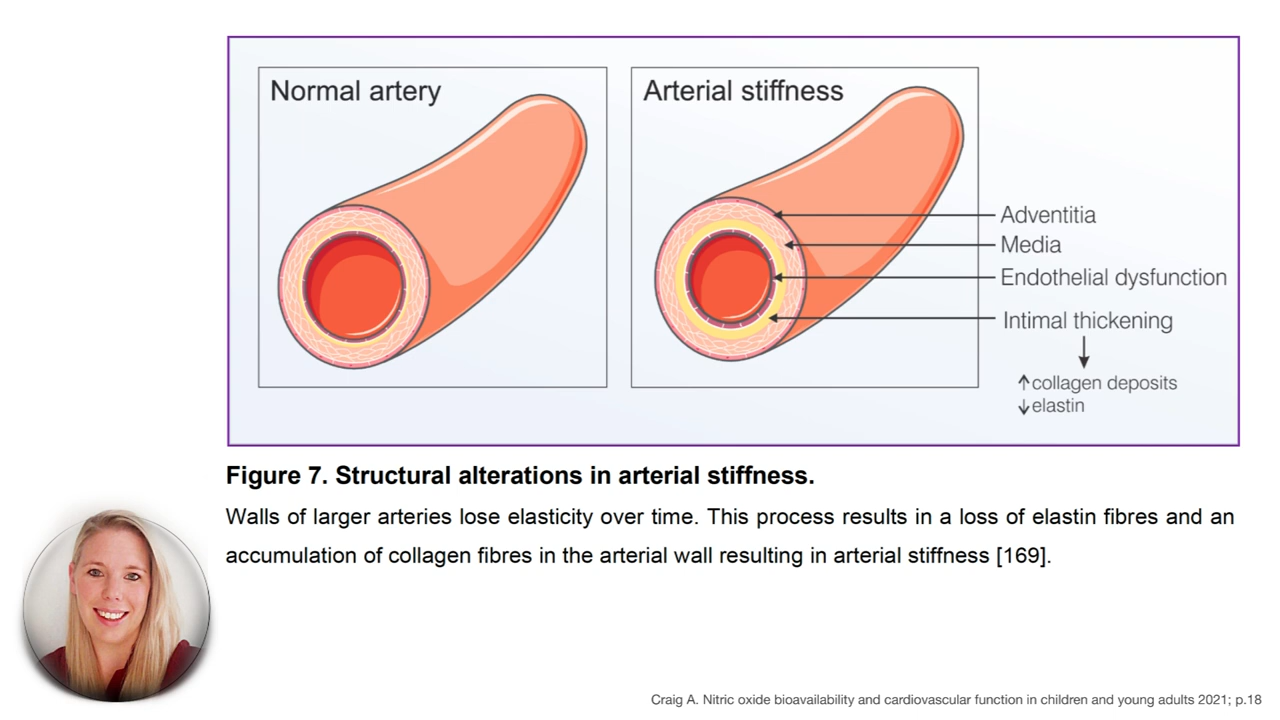 Normal artery
Arterial stiffness
Adventitia
Media
Endothelial dysfunction
Intimal thickening
↑collagen deposits
↓elastin
Figure 7. Structural alterations in arterial stiffness.
Walls of larger arteries lose elasticity over time. This process results in a loss of elastin fibres and an
accumulation of collagen fibres in the arterial wall resulting in arterial stiffness [169].
Craig A. Nitric oxide bioavailability and cardiovascular function in children and young adults 2021; p.18